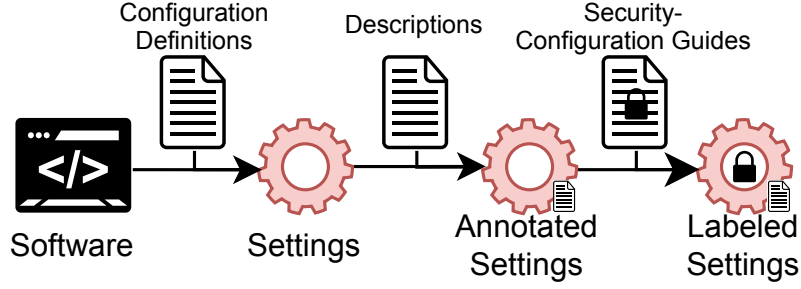 Configuration
Definitions
Descriptions
Security-
Configuration Guides
</>
Software
Settings
Annotated
Settings
Labeled
Settings